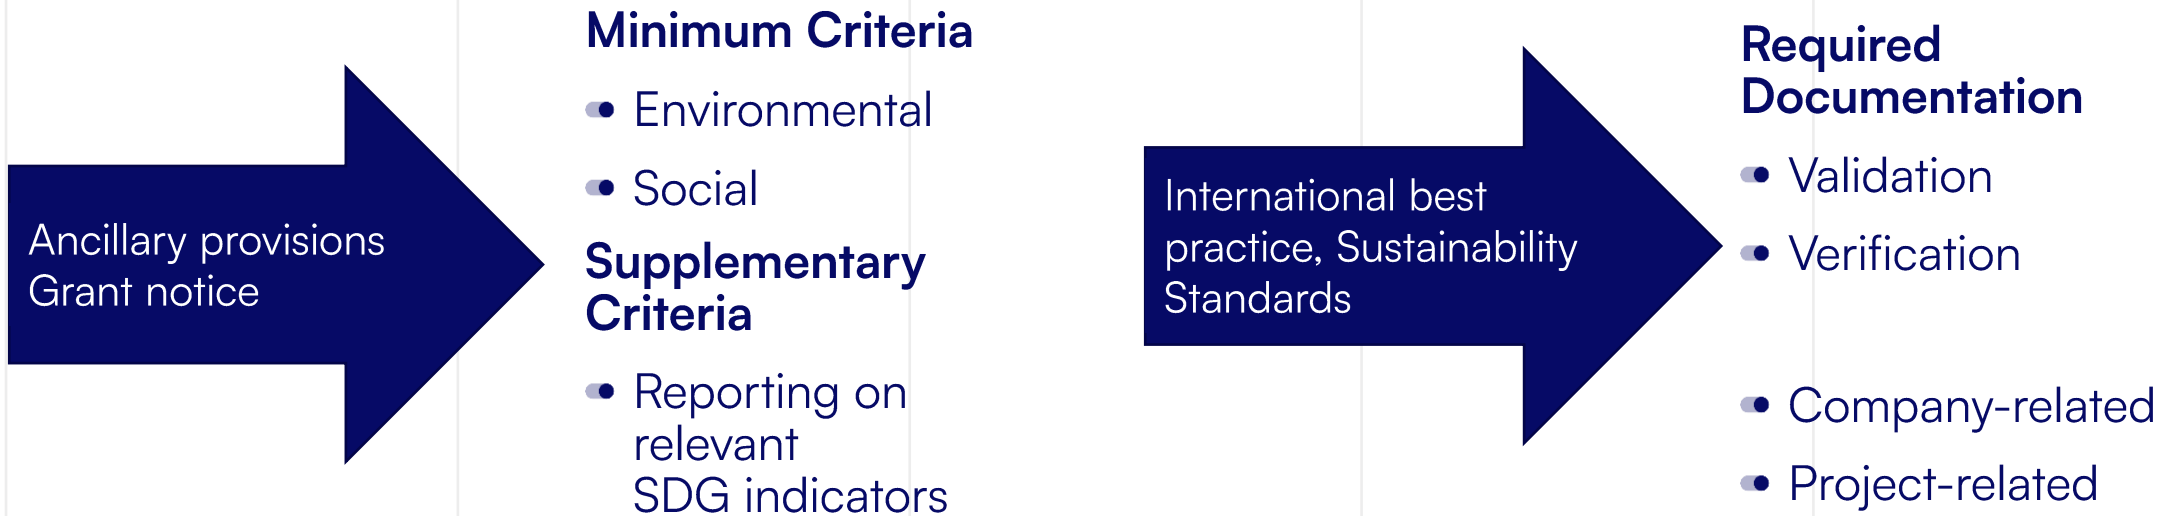 Ancillary provisions
Grant notice
Minimum Criteria
Environmental
Social
Supplementary
Criteria
Reporting on
relevant
SDG indicators
International best
practice, Sustainability
Standards
Required
Documentation
Validation
Verification
Company-related
Project-related